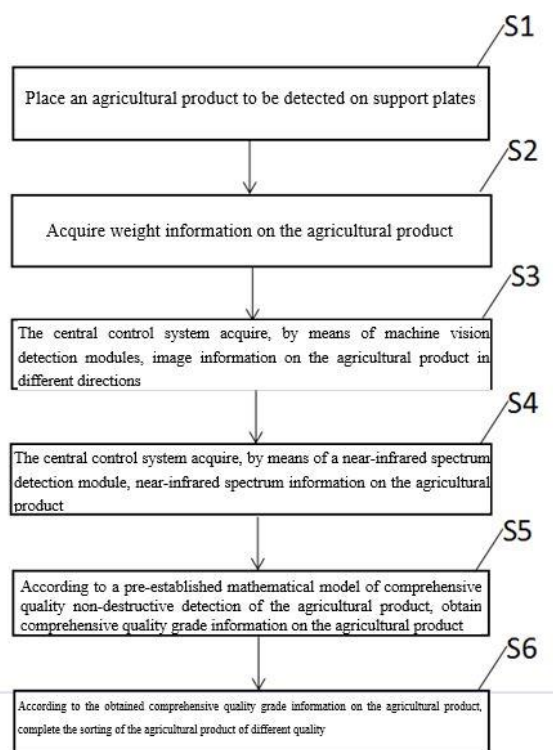 S1
Place an agricultural product to be detected on support plates
S2
Acquire weight information on the agricultural product
S3
The central control system acquire, by means of machine vision
detection modules, image information on the agricultural product in
different directions
S4
The central control system acquire, by means of a near-infrared spectrum
detection module, near-infrared spectrum information on the agricultural
product
S5
According to a pre-established mathematical model of comprehensive
quality non-destructive detection of the agricultural product, obtain
comprehensive quality grade information on the agricultural product
S6
According to the obtained comprehensive quality grade information on the agricultural product,
complete the sorting of the agricultural product of different quality